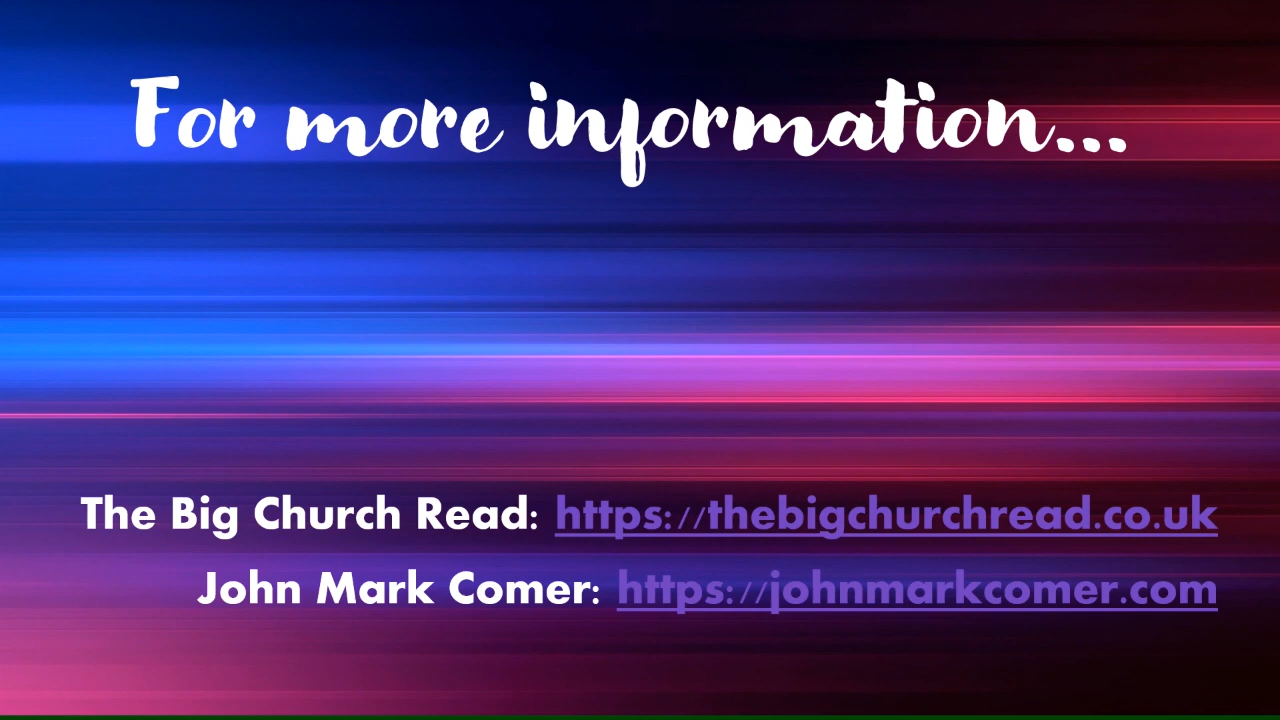 For more information...
The Big Church Read: https://thebigchurchread.co.uk
John Mark Comer: https://johnmarkcomer.com